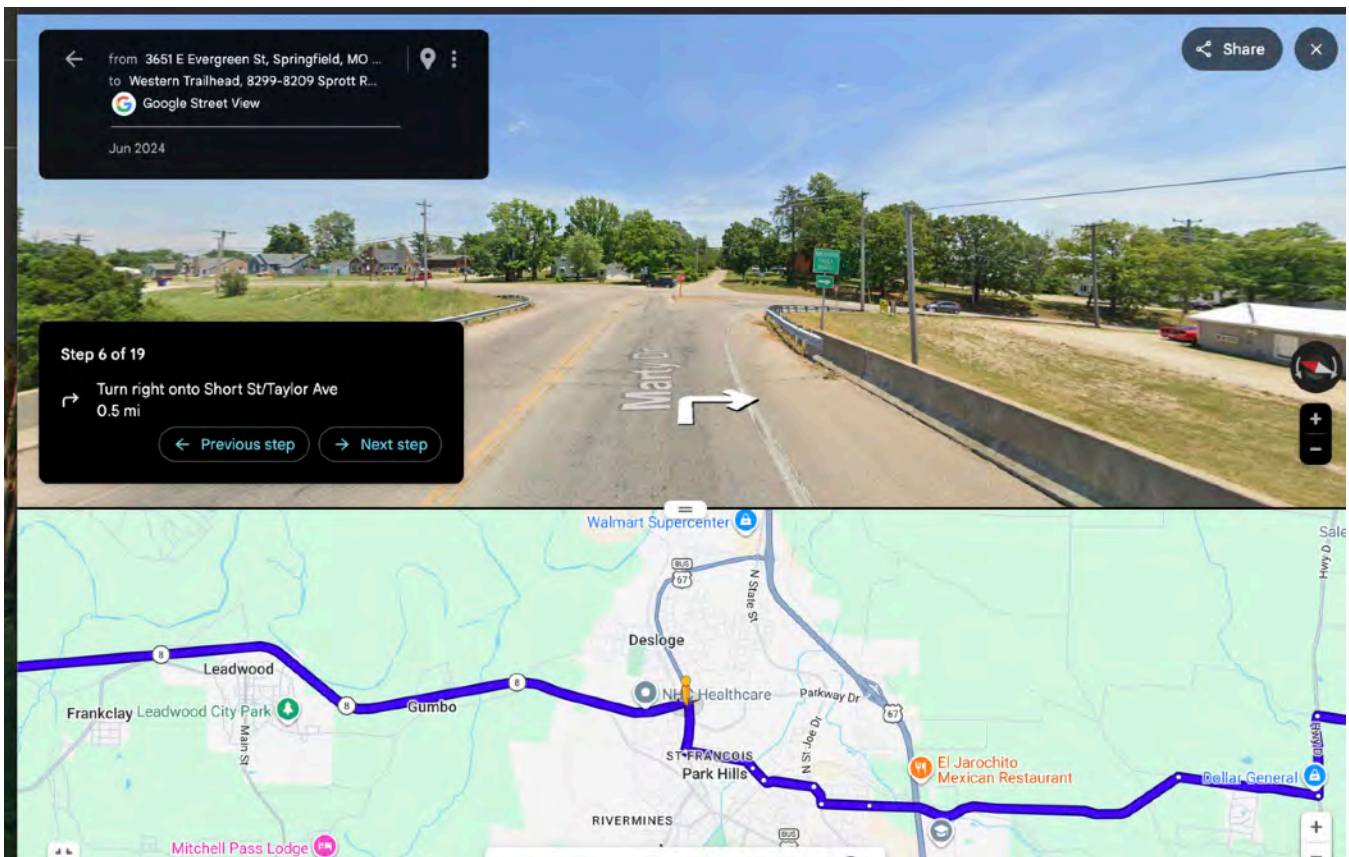 from 3651 E Evergreen St, Springfield, MO ...
to Western Trailhead, 8299-8209 Sprott R...
Google Street View
Jun 2024
Share
Marty Dr
Step 6 of 19
Turn right onto Short St/Taylor Ave
0.5 mi
Previous step
Next step
Walmart Supercenter
Sale
BUS
67
N State St
Hwy D
Desloge
8
Leadwood
8
NHC Healthcare
Parkway Dr
Frankclay
Leadwood City Park
8
Gumbo
67
Main St
N St Joe Dr
ST FRANCOIS
Park Hills
El Jarochito
Mexican Restaurant
Hwy D
Dollar General
RIVERMINES
BUS
Mitchell Pass Lodge